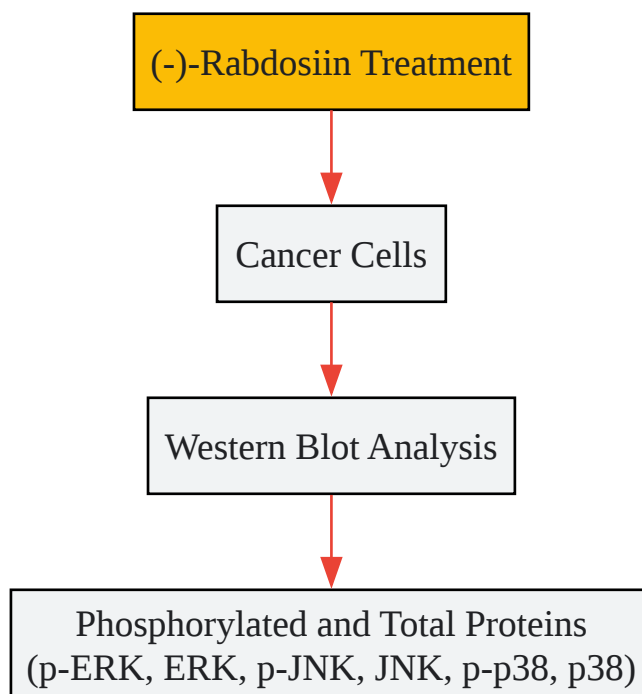 (-)-Rabdosiin Treatment
Cancer Cells
Western Blot Analysis
Phosphorylated and Total Proteins
(p-ERK, ERK, p-JNK, JNK, p-p38, p38)